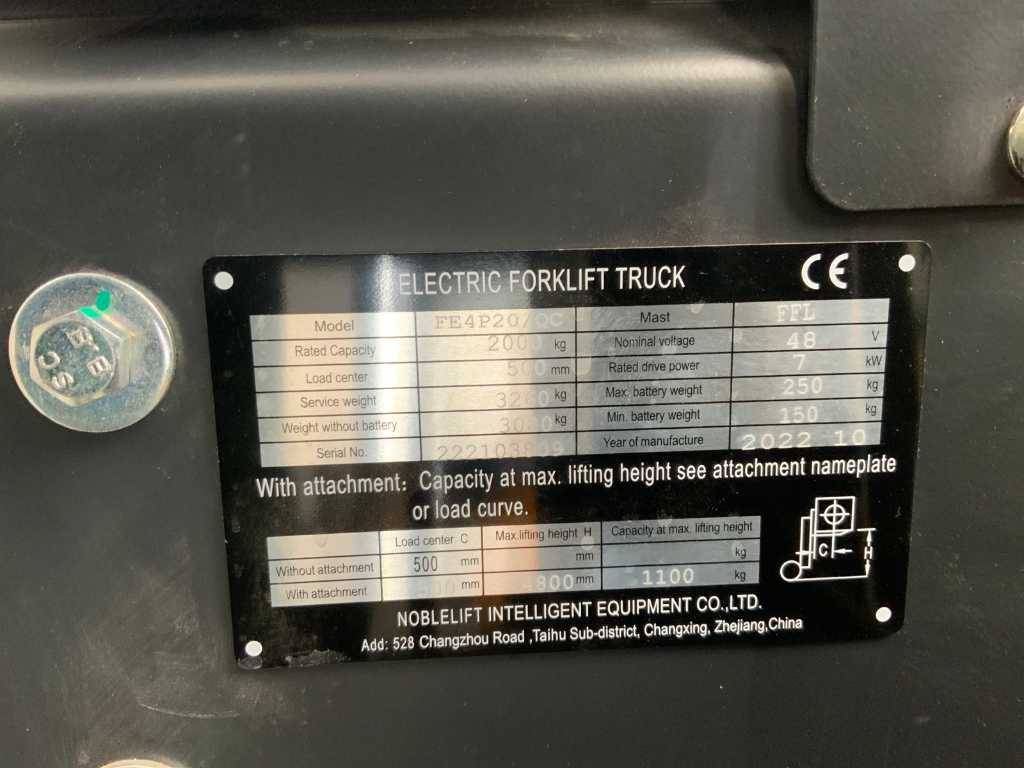 ELECTRIC FORKLIFT TRUCK CE
Model FE4P20/ Mast FFL
Rated Capacity 2000 kg Nominal voltage 48 V
Load center 500 mm Rated drive power 7 kW
Service weight kg Max. battery weight 250 kg
Weight without battery kg Min. battery weight 150 kg
Serial No. Year of manufacture 2022 10
With attachment: Capacity at max. lifting height see attachment nameplate
or load curve.
Load center C Max.lifting height H Capacity at max. lifting height
Without attachment 500 mm mm kg
With attachment mm 4800 mm 1100 kg
C H
NOBLELIFT INTELLIGENT EQUIPMENT CO.,LTD.
Add: 528 Changzhou Road ,Taihu Sub-district, Changxing, Zhejiang,China